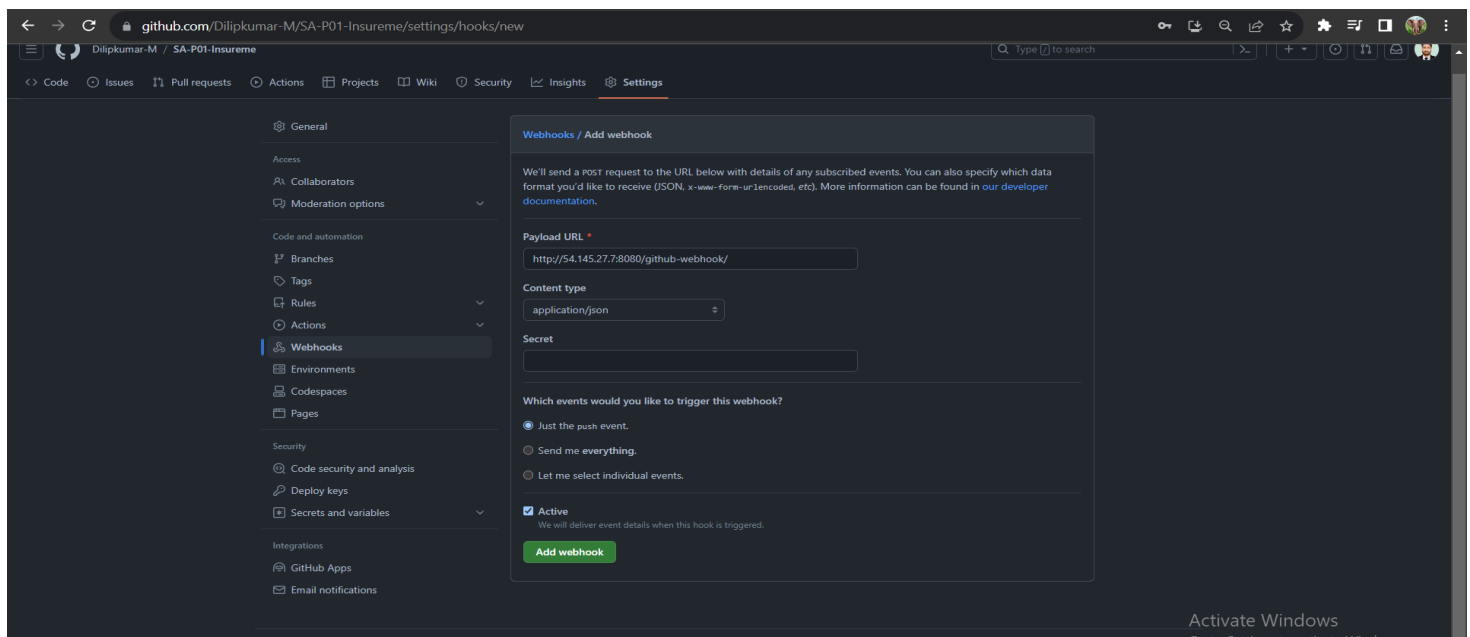 github.com/Dilipkumar-M/SA-P01-Insureme/settings/hooks/new
Dilipkumar-M / SA-P01-Insureme
Type / to search
Code Issues Pull requests Actions Projects Wiki Security Insights Settings
General
Access
Collaborators
Moderation options
Code and automation
Branches
Tags
Rules
Actions
Webhooks
Environments
Codespaces
Pages
Security
Code security and analysis
Deploy keys
Secrets and variables
Integrations
GitHub Apps
Email notifications
Webhooks / Add webhook
We'll send a POST request to the URL below with details of any subscribed events. You can also specify which data
format you'd like to receive (JSON, x-www-form-urlencoded, etc). More information can be found in our developer
documentation.
Payload URL *
http://54.145.27.7:8080/github-webhook/
Content type
application/json
Secret
Which events would you like to trigger this webhook?
Just the push event.
Send me everything.
Let me select individual events.
Active
We will deliver event details when this hook is triggered.
Add webhook
Activate Windows